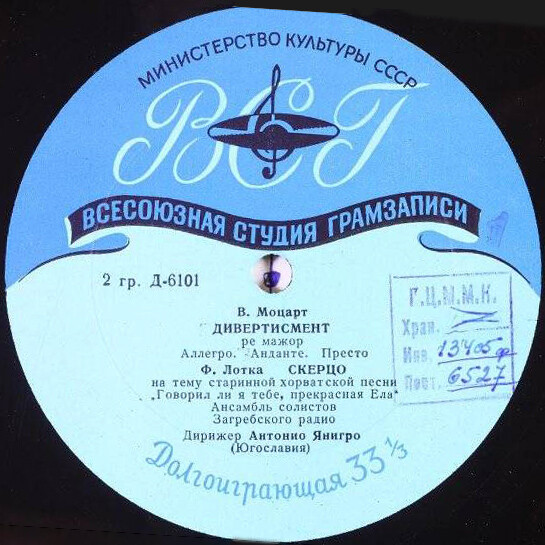 МИНИСТЕРСТВО КУЛЬТУРЫ СССР
ВСГ
ВСЕСОЮЗНАЯ СТУДИЯ ГРАМЗАПИСИ
2 гр. Д-6101
В. Моцарт
ДИВЕРТИСМЕНТ
ре мажор
Аллегро. Анданте. Престо
Ф. Лотка СКЕРЦО
на тему старинной хорватской песни
„Говорил ли я тебе, прекрасная Ела"
Ансамбль солистов
Загребского радио
Дирижер Антонио Янигро
(Югославия)
Долгоиграющая 33 1/3
Г.Ц.М.М.К.
Хран.
Инв. 13405 ф
Пост. 6527